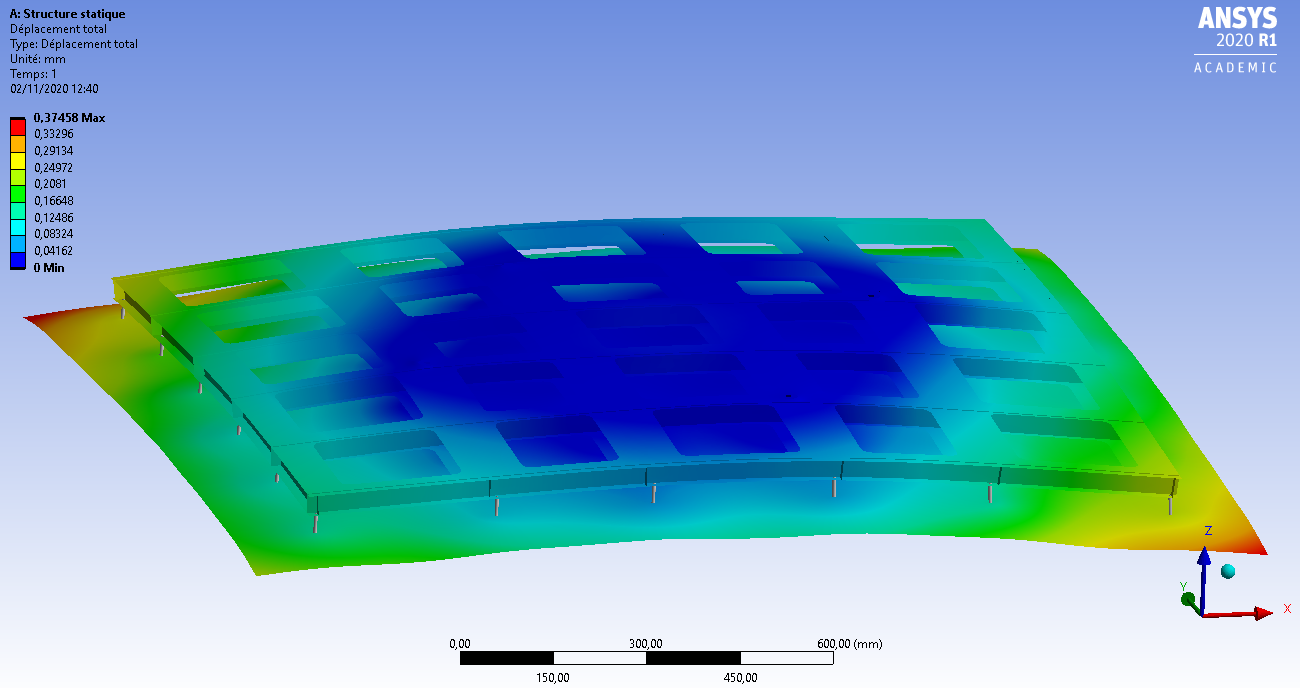 A: Structure statique
Déplacement total
Type: Déplacement total
Unité: mm
Temps: 1
02/11/2020 12:40
0,37458 Max
0,33296
0,29134
0,24972
0,2081
0,16648
0,12486
0,08324
0,04162
0 Min
ANSYS
2020 R1
ACADEMIC
Z
Y
X
0,00 300,00 600,00 (mm)
150,00 450,00